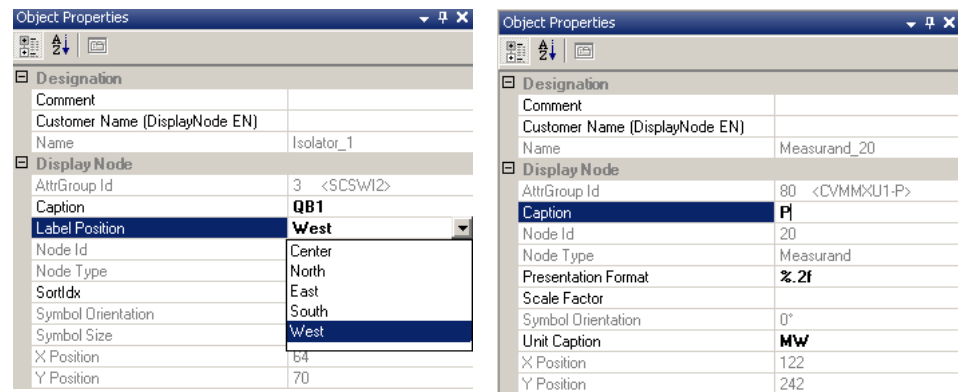 Object Properties
Designation
Comment
Customer Name (DisplayNode EN)
Name Isolator_1
Display Node
AttrGroup Id 3 <SCSWI2>
Caption QB1
Label Position West
Node Id Center
Node Type North
SortIdx East
Symbol Orientation South
Symbol Size West
X Position 64
Y Position 70
Object Properties
Designation
Comment
Customer Name (DisplayNode EN)
Name Measurand_20
Display Node
AttrGroup Id 80 <CVMMXU1-P>
Caption P
Node Id 20
Node Type Measurand
Presentation Format %.2f
Scale Factor
Symbol Orientation 0°
Unit Caption MW
X Position 122
Y Position 242